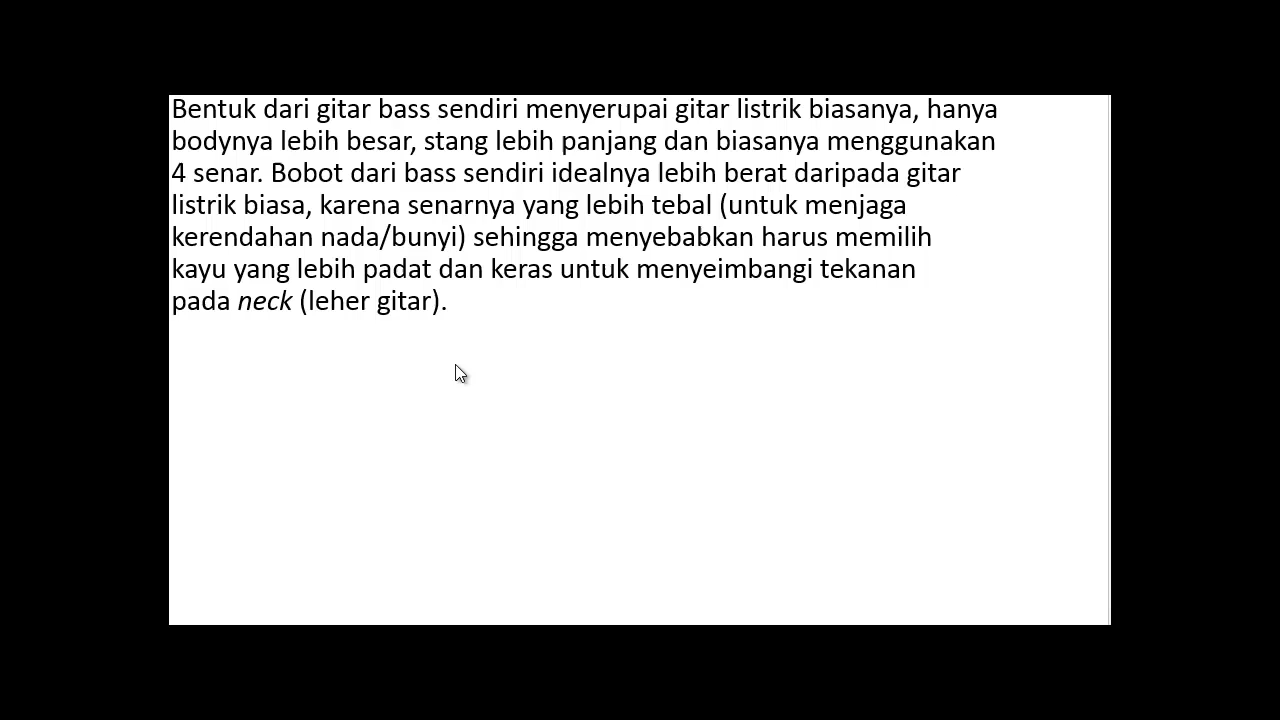 Bentuk dari gitar bass sendiri menyerupai gitar listrik biasanya, hanya
bodynya lebih besar, stang lebih panjang dan biasanya menggunakan
4 senar. Bobot dari bass sendiri idealnya lebih berat daripada gitar
listrik biasa, karena senarnya yang lebih tebal (untuk menjaga
kerendahan nada/bunyi) sehingga menyebabkan harus memilih
kayu yang lebih padat dan keras untuk menyeimbangi tekanan
pada neck (leher gitar).